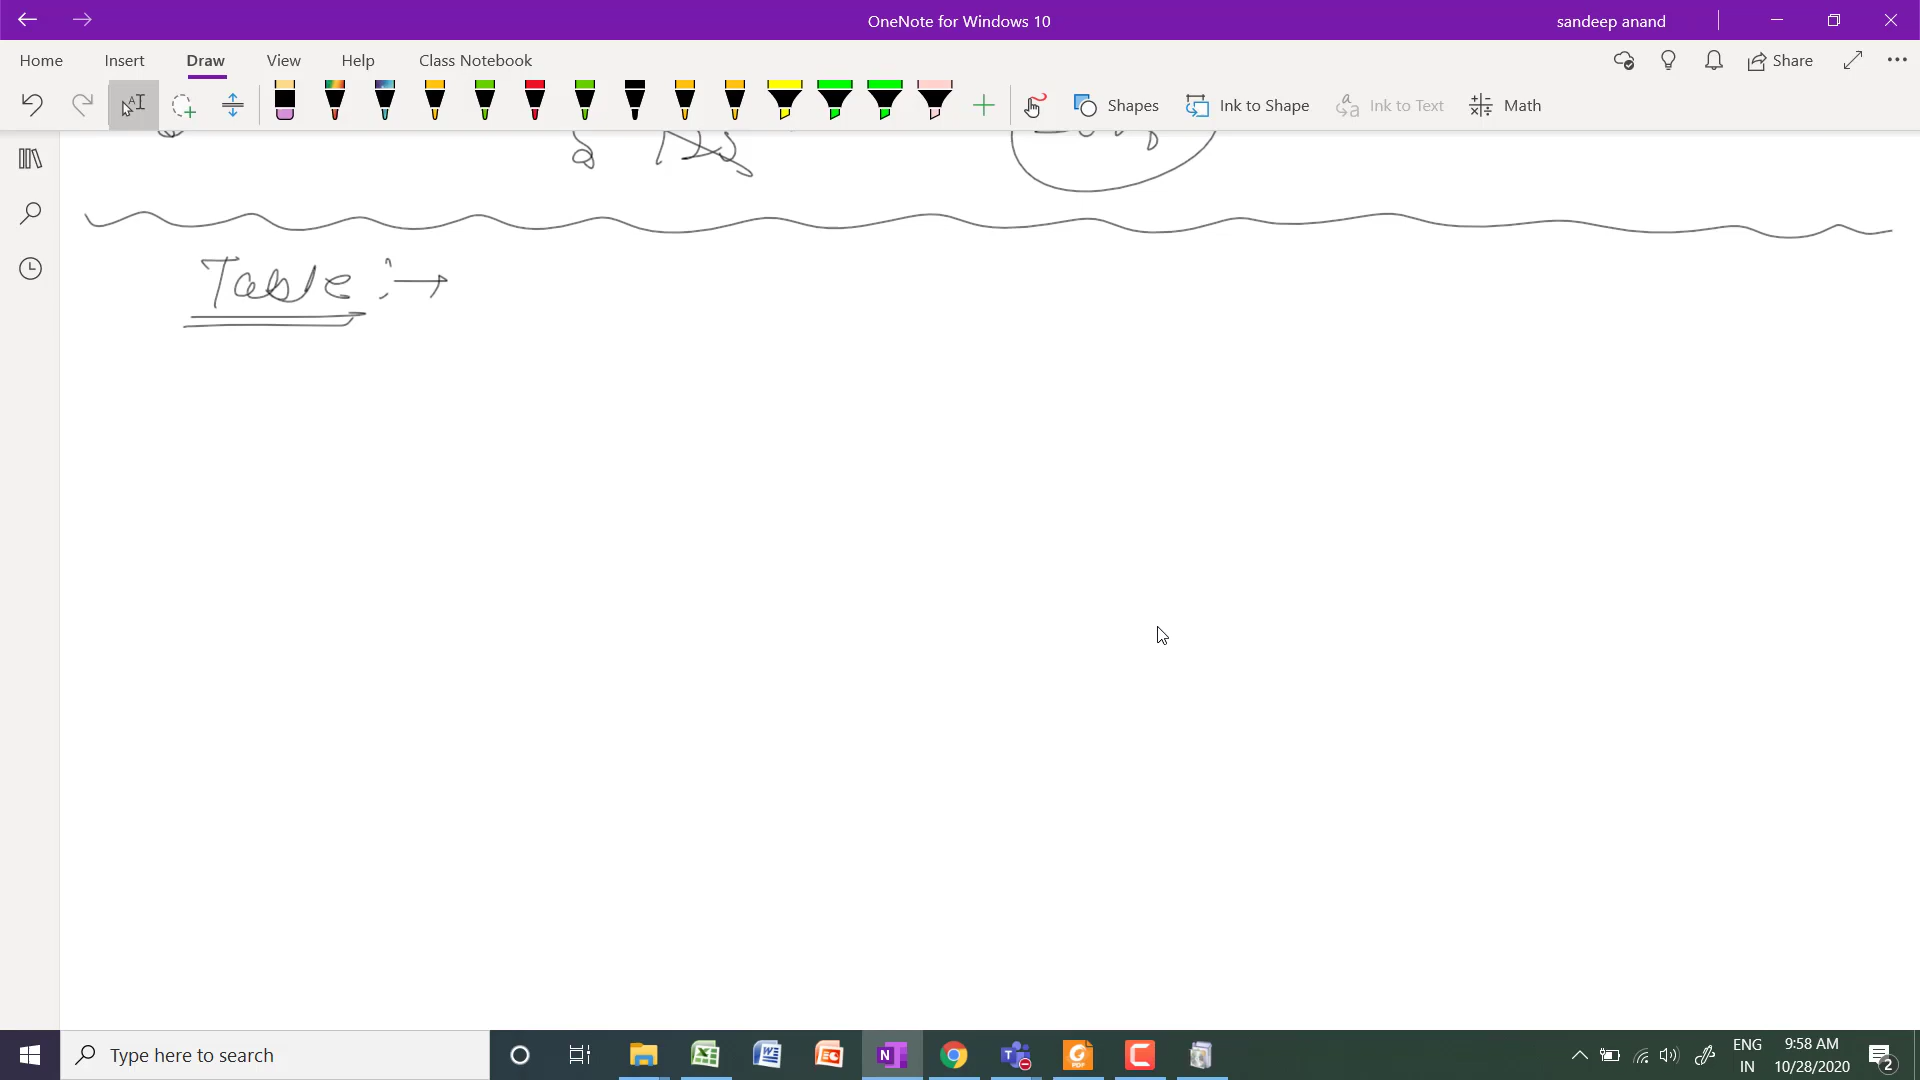 OneNote for Windows 10
sandeep anand
Home Insert Draw View Help Class Notebook
Share
Shapes Ink to Shape Ink to Text Math
Table :→
Type here to search
ENG
IN
9:58 AM
10/28/2020
2